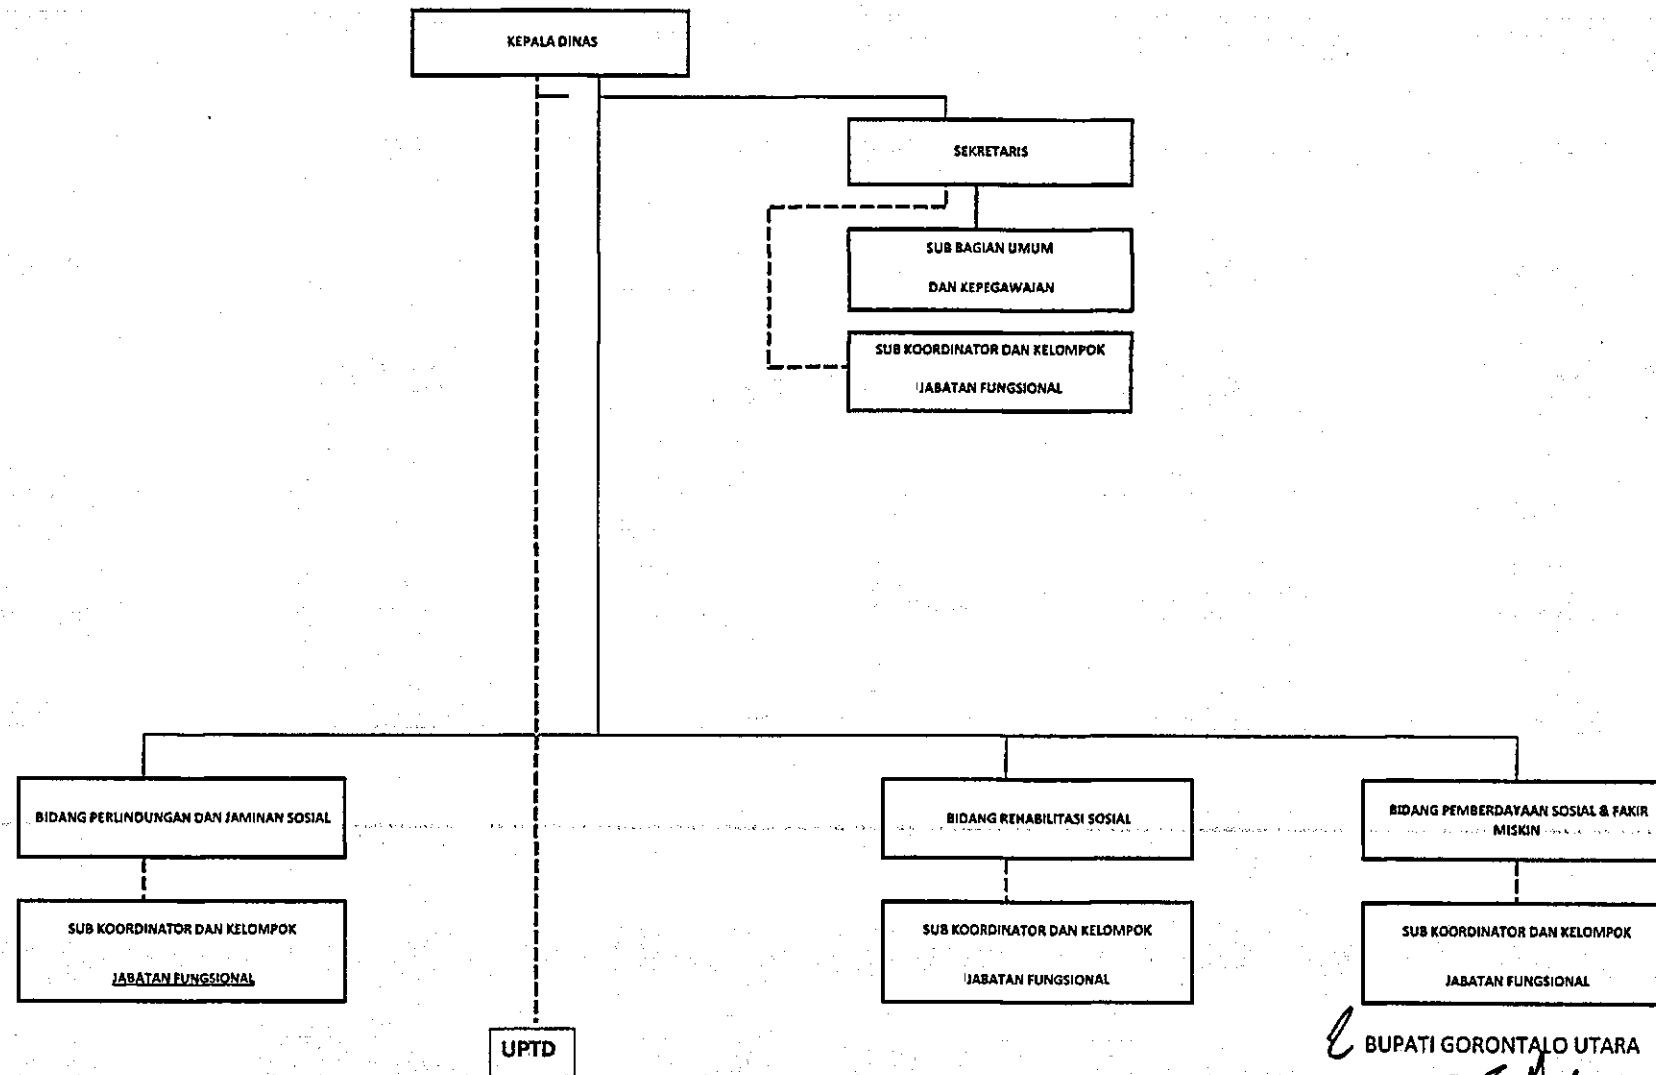 KEPALA DINAS
SEKRETARIS
SUB BAGIAN UMUM
DAN KEPEGAWAIAN
SUB KOORDINATOR DAN KELOMPOK
JABATAN FUNGSIONAL
BIDANG PERLINDUNGAN DAN JAMINAN SOSIAL
BIDANG REHABILITASI SOSIAL
BIDANG PEMBERDAYAAN SOSIAL & FAKIR
MISKIN
SUB KOORDINATOR DAN KELOMPOK
JABATAN FUNGSIONAL
SUB KOORDINATOR DAN KELOMPOK
JABATAN FUNGSIONAL
SUB KOORDINATOR DAN KELOMPOK
JABATAN FUNGSIONAL
UPTD
BUPATI GORONTALO UTARA